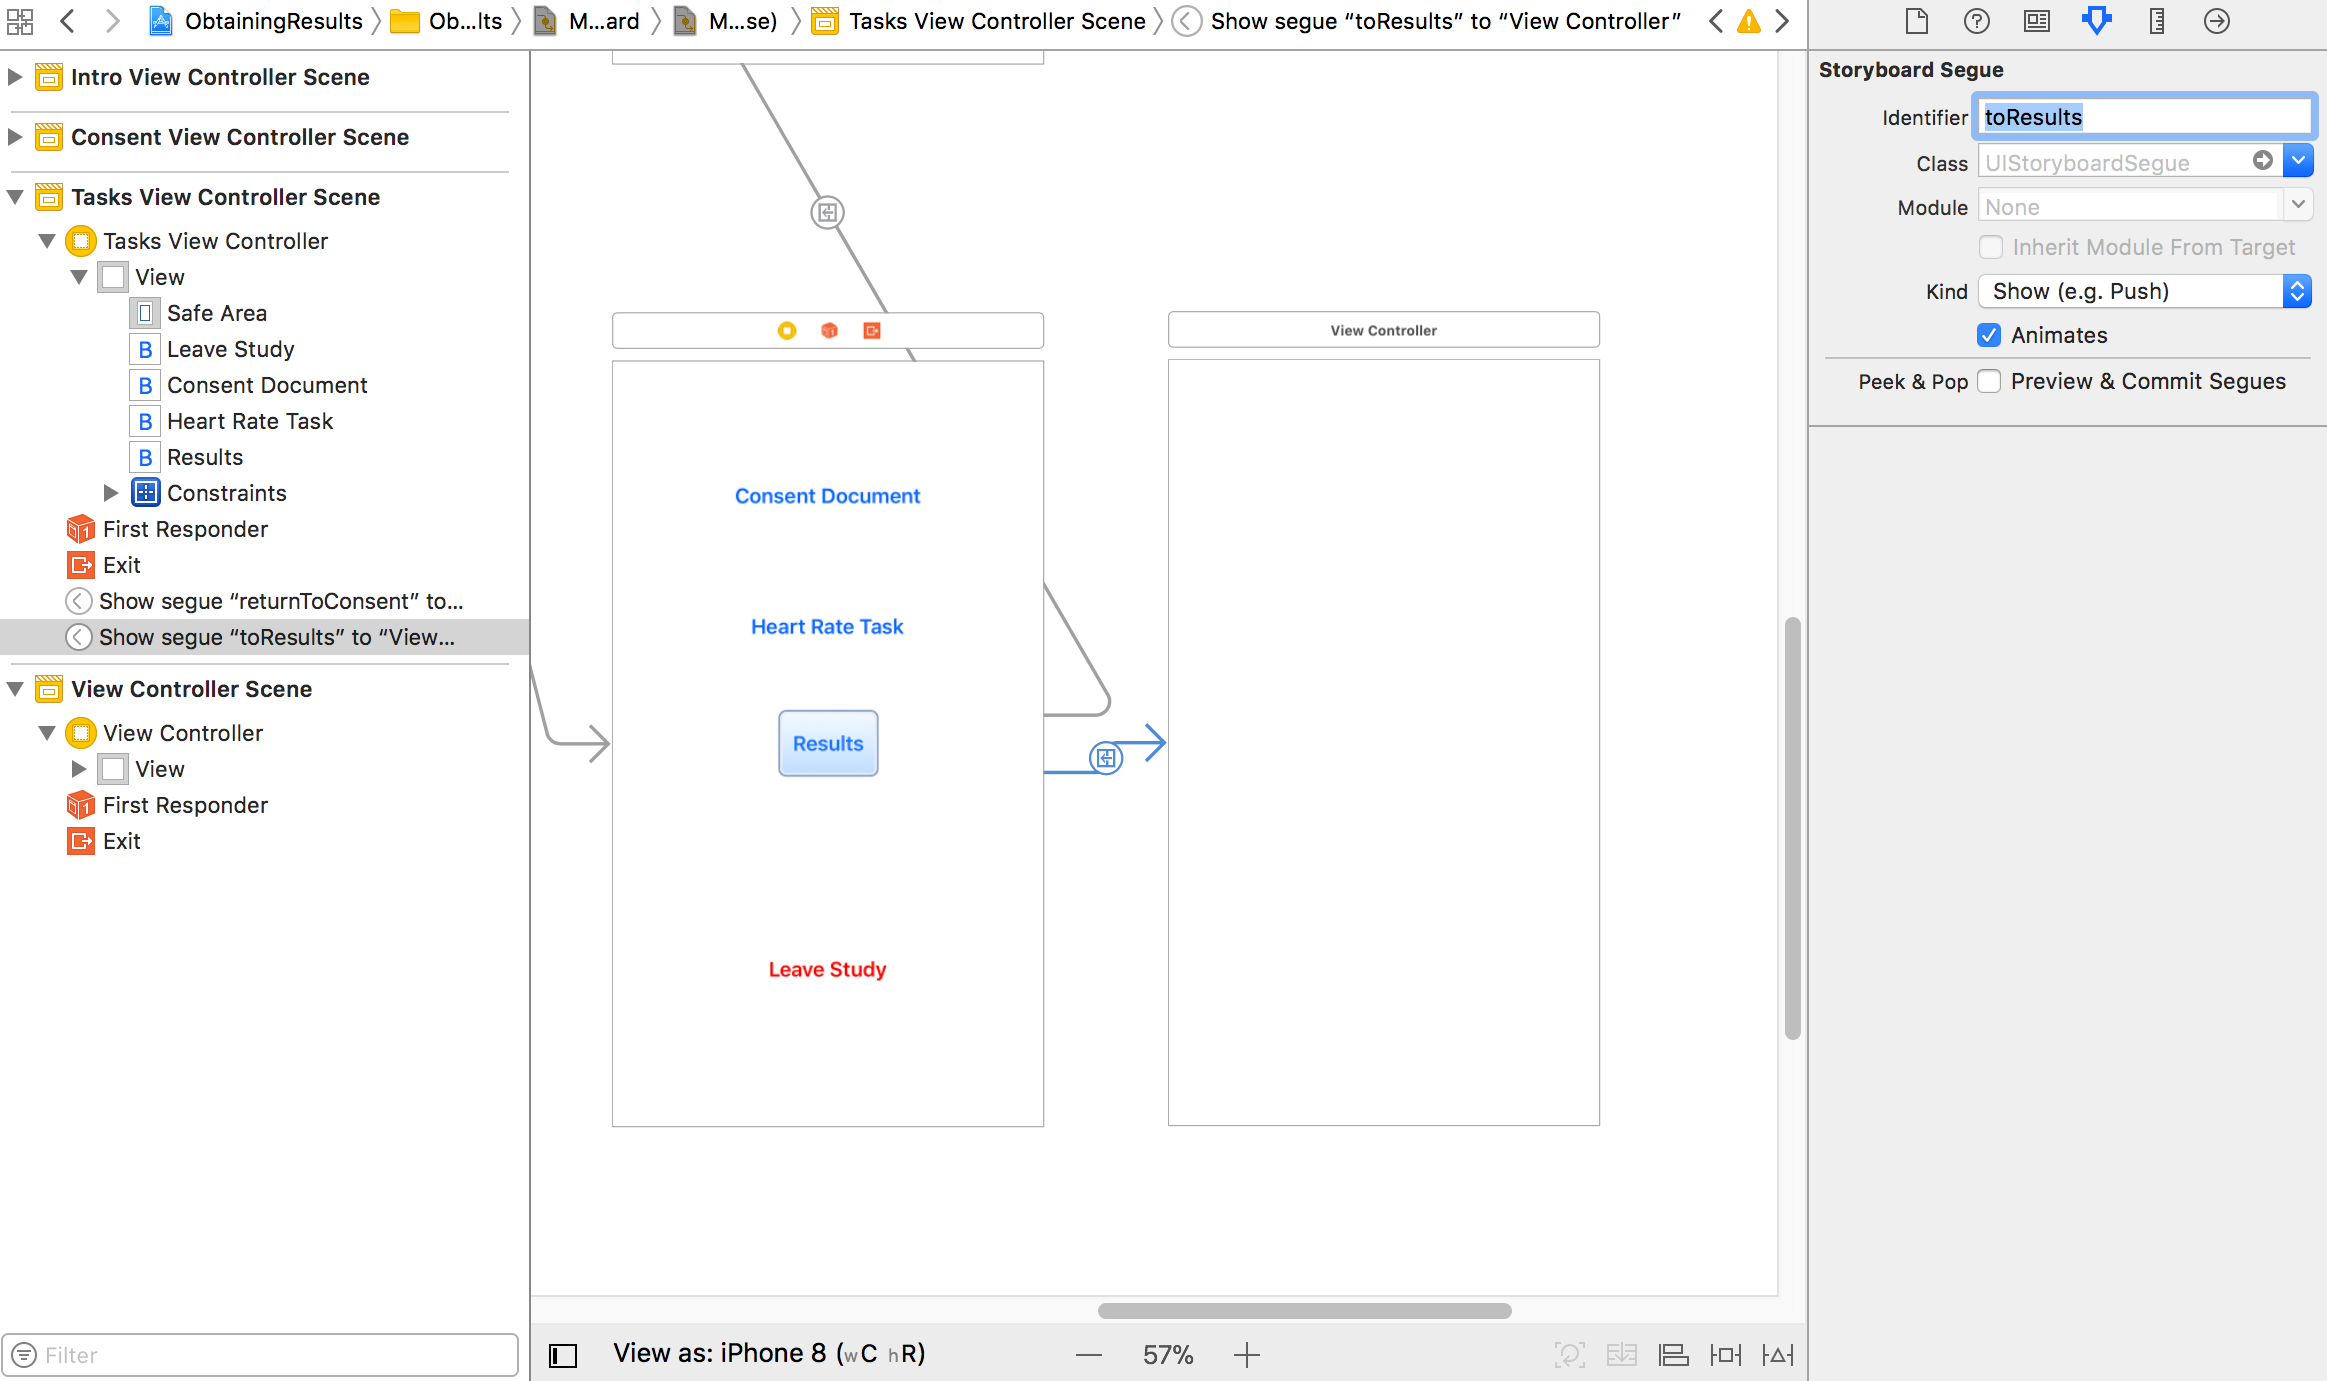 ObtainingResults
Ob...lts
M...ard
M...se)
Tasks View Controller Scene
Show segue “toResults” to “View Controller”
Intro View Controller Scene
Consent View Controller Scene
Tasks View Controller Scene
Tasks View Controller
View
Safe Area
B Leave Study
B Consent Document
B Heart Rate Task
B Results
Constraints
1 First Responder
Exit
Show segue “returnToConsent” to...
Show segue “toResults” to “View...
View Controller Scene
View Controller
View
1 First Responder
Exit
Filter
Consent Document
Heart Rate Task
Results
Leave Study
View Controller
View as: iPhone 8 (wC hR)
57%
Storyboard Segue
Identifier toResults
Class UIStoryboardSegue
Module None
Inherit Module From Target
Kind Show (e.g. Push)
Animates
Peek & Pop Preview & Commit Segues